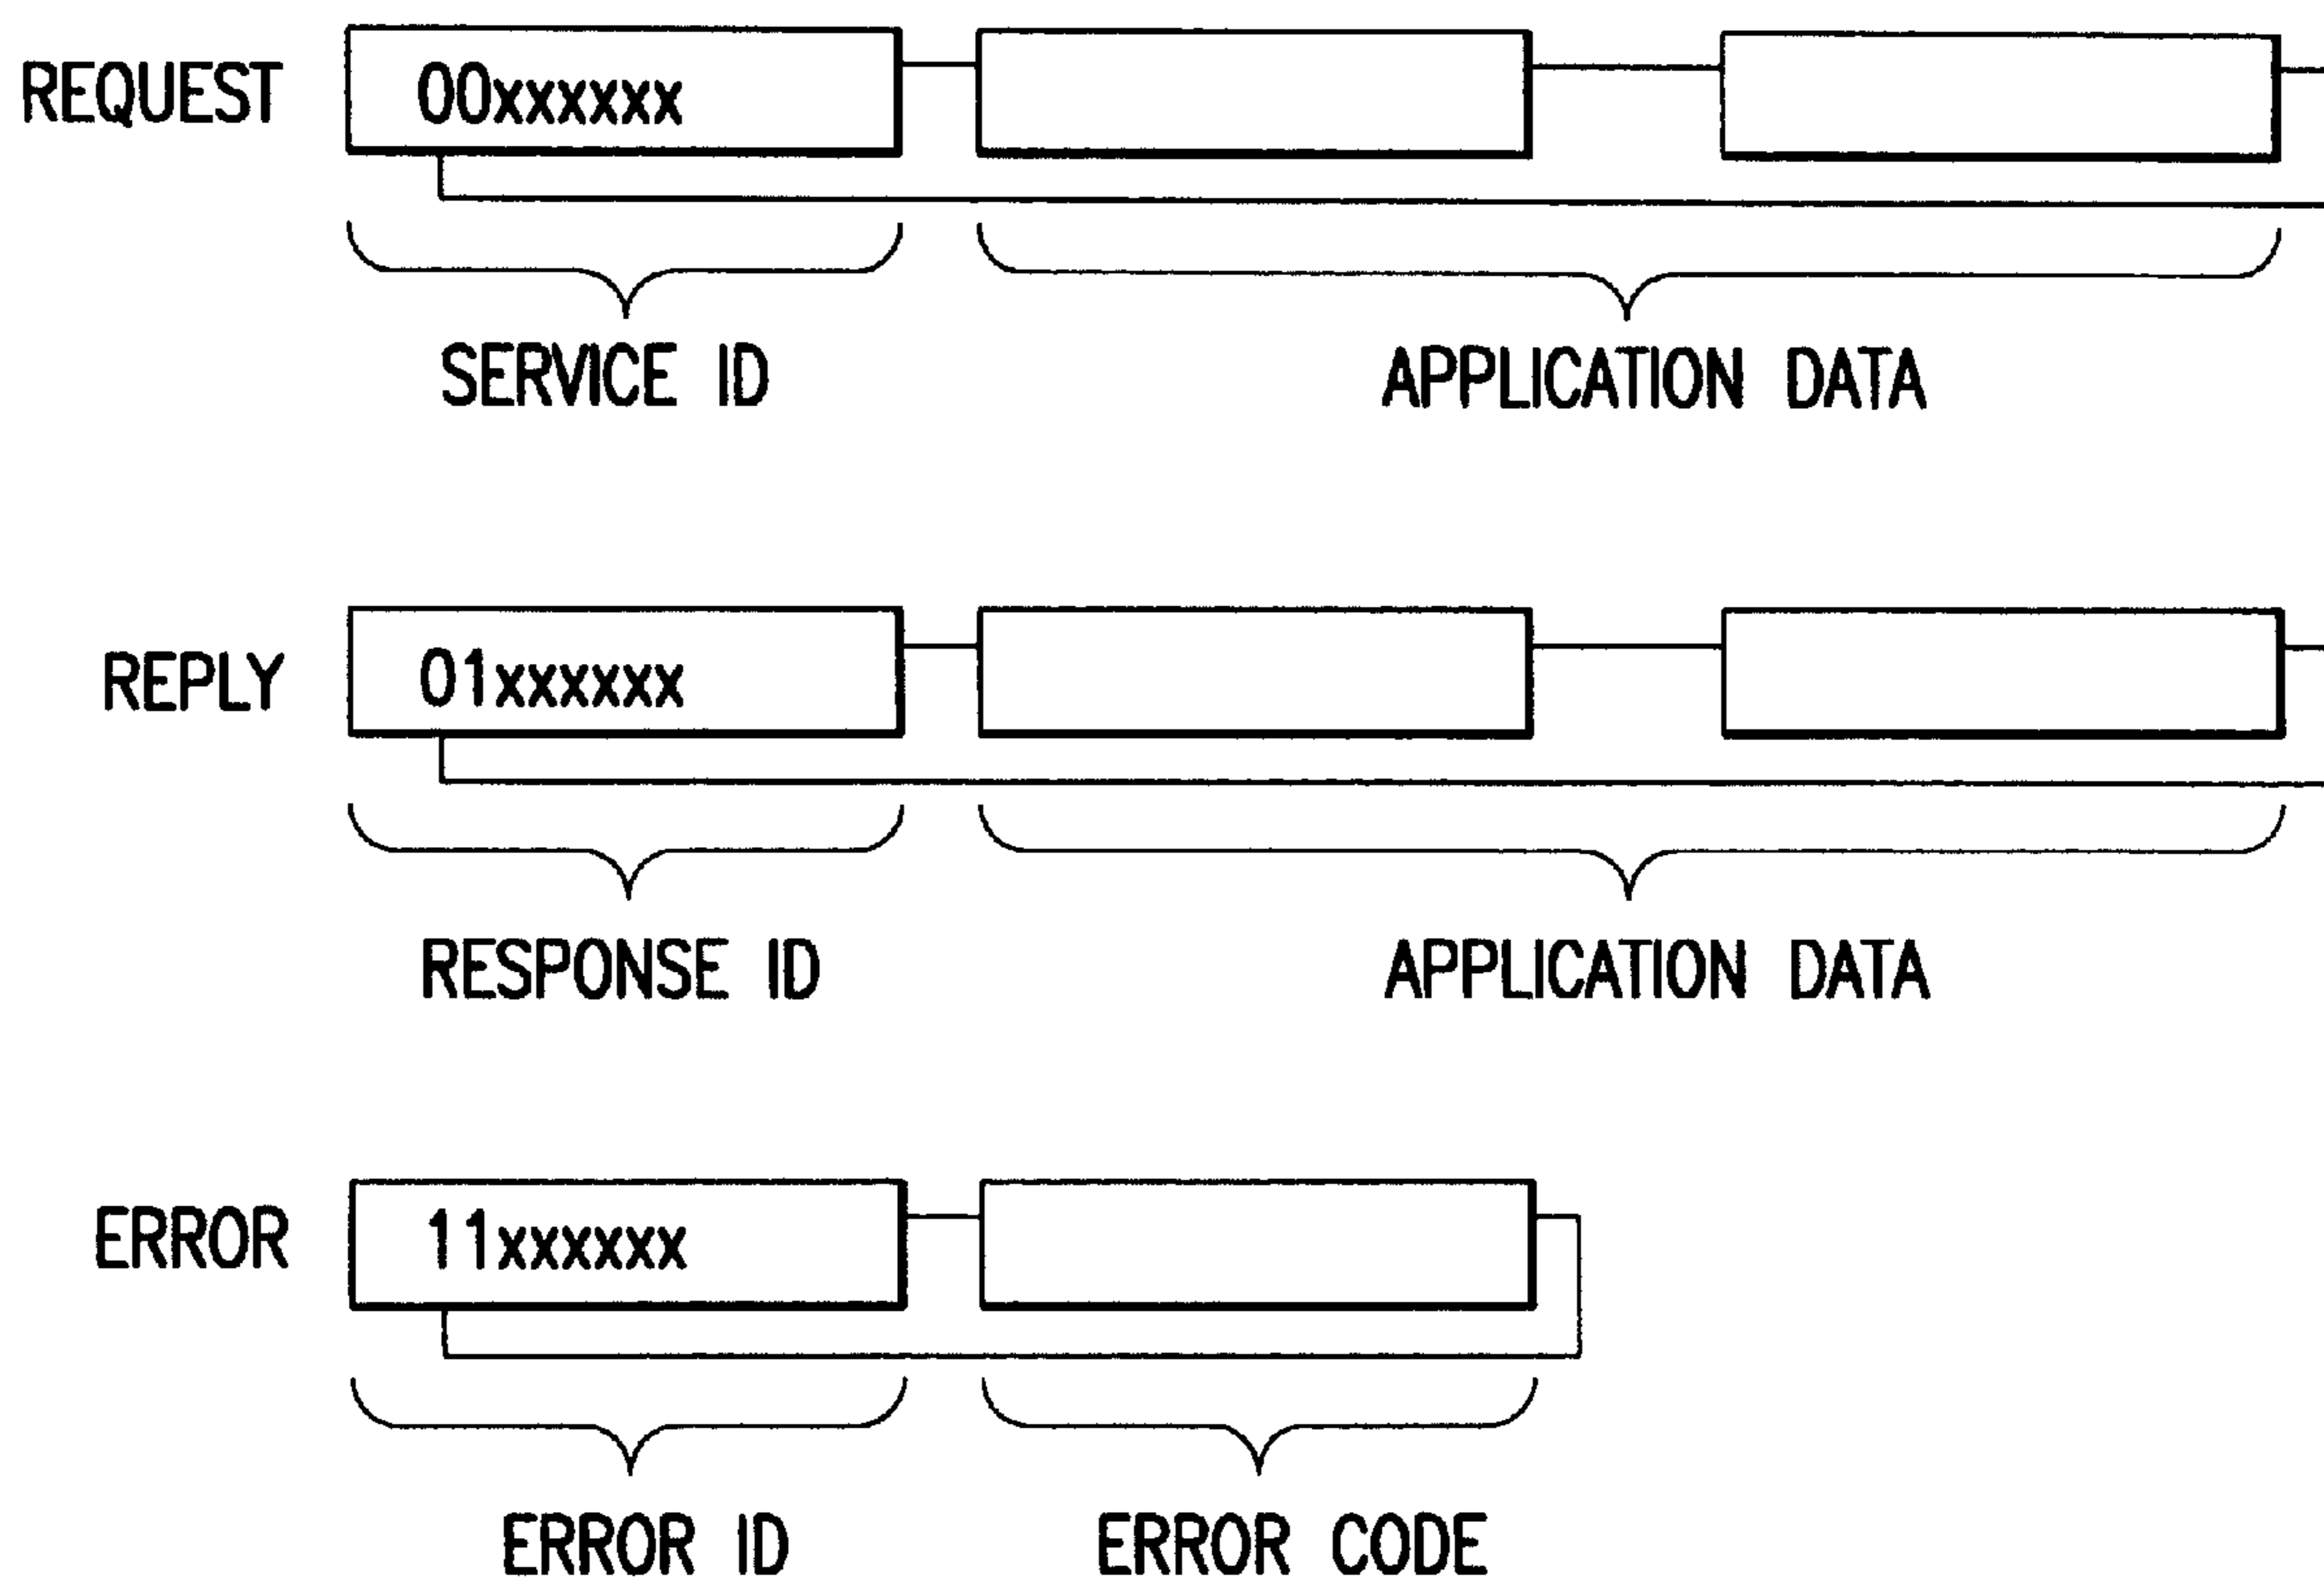 REQUEST 00xxxxxx
SERVICE ID APPLICATION DATA
REPLY 01xxxxxx
RESPONSE ID APPLICATION DATA
ERROR 11xxxxxx
ERROR ID ERROR CODE